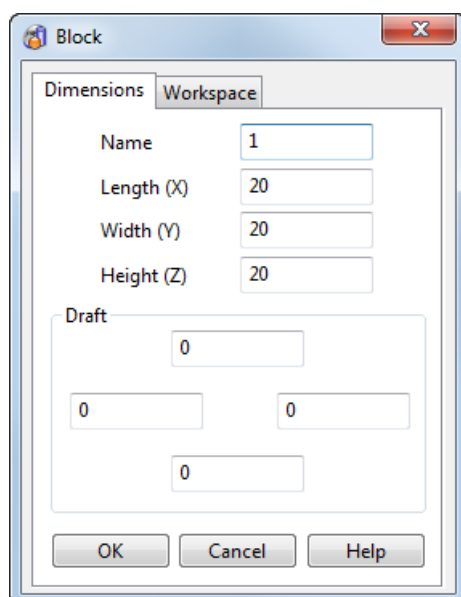 Block
Dimensions Workspace
Name 1
Length (X) 20
Width (Y) 20
Height (Z) 20
Draft
0
0 0
0
OK Cancel Help